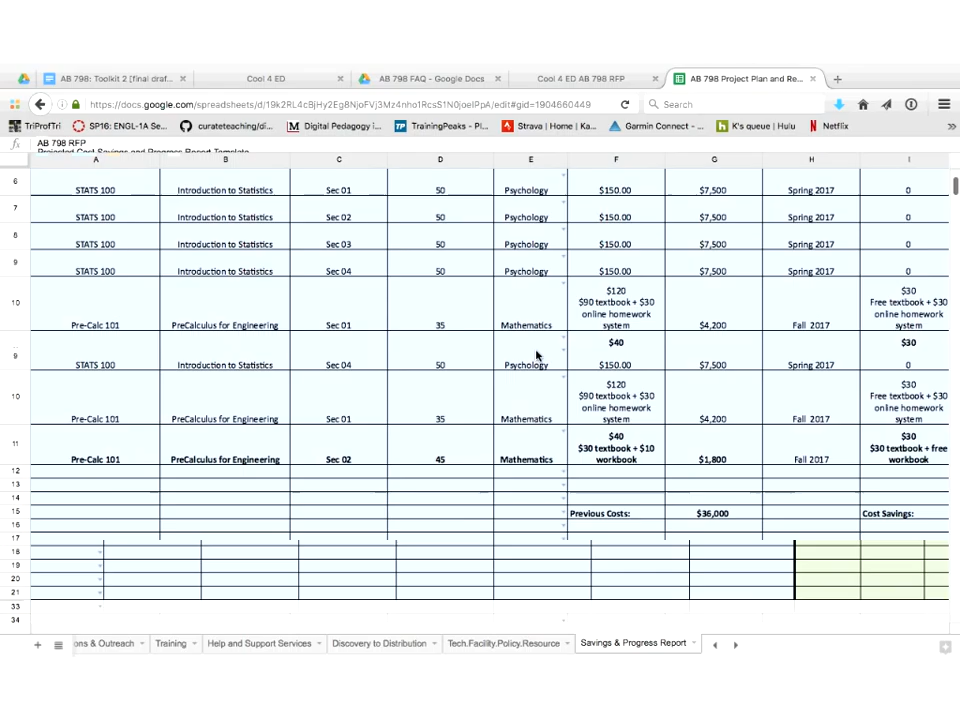 AB 798: Toolkit 2 [final draf... × Cool 4 ED × AB 798 FAQ - Google Docs × Cool 4 ED AB 798 RFP × AB 798 Project Plan and Re... × +
https://docs.google.com/spreadsheets/d/19k2RL4cBjHy2Eg8NjoFVj3Mz4nho1RcsS1N0joelPpA/edit#gid=1904660449 Search
TriProfTri SP16: ENGL-1A Se... curateteaching/di... Digital Pedagogy i... TrainingPeaks - Pl... Strava | Home | Ka... Garmin Connect - ... K's queue | Hulu Netflix »
fx AB 798 RFP
Projected Cost Savings and Progress Report Template
A B C D E F G H I
6 STATS 100 Introduction to Statistics Sec 01 50 Psychology $150.00 $7,500 Spring 2017 0
7 STATS 100 Introduction to Statistics Sec 02 50 Psychology $150.00 $7,500 Spring 2017 0
8 STATS 100 Introduction to Statistics Sec 03 50 Psychology $150.00 $7,500 Spring 2017 0
9 STATS 100 Introduction to Statistics Sec 04 50 Psychology $150.00 $7,500 Spring 2017 0
$120 $30
$90 textbook + $30 Free textbook + $30
10 online homework online homework
Pre-Calc 101 PreCalculus for Engineering Sec 01 35 Mathematics system $4,200 Fall 2017 system
$40 $30
9 STATS 100 Introduction to Statistics Sec 04 50 Psychology $150.00 $7,500 Spring 2017 0
$120 $30
$90 textbook + $30 Free textbook + $30
10 online homework online homework
Pre-Calc 101 PreCalculus for Engineering Sec 01 35 Mathematics system $4,200 Fall 2017 system
$40 $30
11 $30 textbook + $10 $30 textbook + free
Pre-Calc 101 PreCalculus for Engineering Sec 02 45 Mathematics workbook $1,800 Fall 2017 workbook
12
13
14
15 Previous Costs: $36,000 Cost Savings:
16
17
18
19
20
21
33
34
+ ons & Outreach Training Help and Support Services Discovery to Distribution Tech.Facility.Policy.Resource Savings & Progress Report